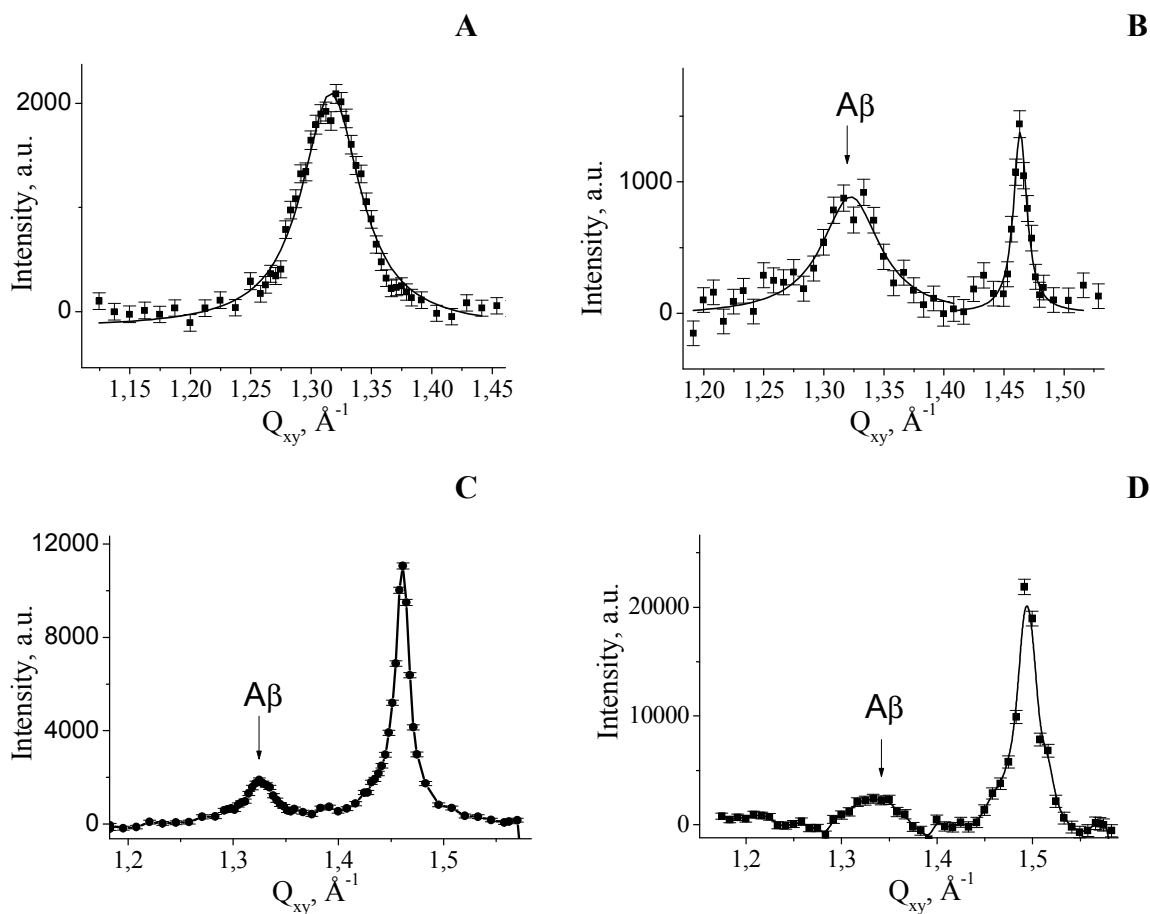 A
Intensity, a.u.
2000
0
1,15 1,20 1,25 1,30 1,35 1,40 1,45
Qxy, Å-1
B
Aβ
Intensity, a.u.
1000
0
1,20 1,25 1,30 1,35 1,40 1,45 1,50
Qxy, Å-1
C
Aβ
Intensity, a.u.
12000
8000
4000
0
1,2 1,3 1,4 1,5
Qxy, Å-1
D
Aβ
Intensity, a.u.
20000
10000
0
1,2 1,3 1,4 1,5
Qxy, Å-1